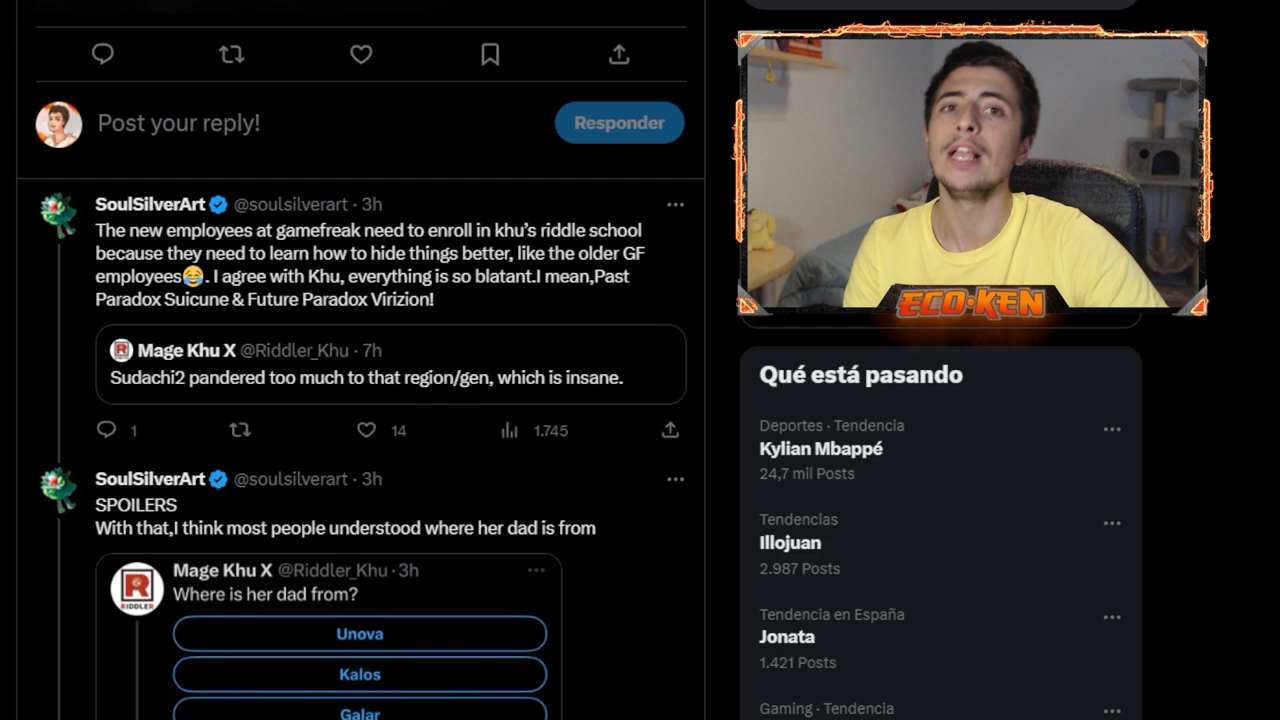 Post your reply!
Responder
SoulSilverArt @soulsilverart · 3h
The new employees at gamefreak need to enroll in khu’s riddle school
because they need to learn how to hide things better, like the older GF
employees😂. I agree with Khu, everything is so blatant.I mean,Past
Paradox Suicune & Future Paradox Virizion!
Mage Khu X @Riddler_Khu · 7h
Sudachi2 pandered too much to that region/gen, which is insane.
1
14
1.745
SoulSilverArt @soulsilverart · 3h
SPOILERS
With that,I think most people understood where her dad is from
Mage Khu X @Riddler_Khu · 3h
RIDDLER
Where is her dad from?
Unova
Kalos
Galar
ECO·KEN
Qué está pasando
Deportes · Tendencia
Kylian Mbappé
24,7 mil Posts
Tendencias
Illojuan
2.987 Posts
Tendencia en España
Jonata
1.421 Posts
Gaming · Tendencia